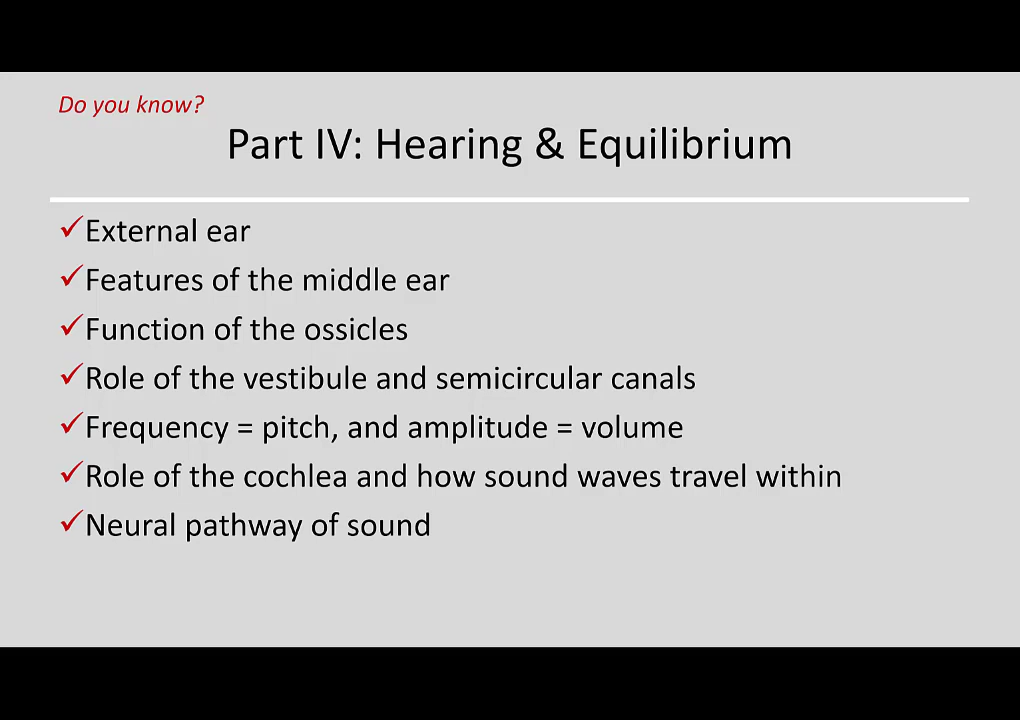 Do you know?
Part IV: Hearing & Equilibrium
✓External ear
✓Features of the middle ear
✓Function of the ossicles
✓Role of the vestibule and semicircular canals
✓Frequency = pitch, and amplitude = volume
✓Role of the cochlea and how sound waves travel within
✓Neural pathway of sound